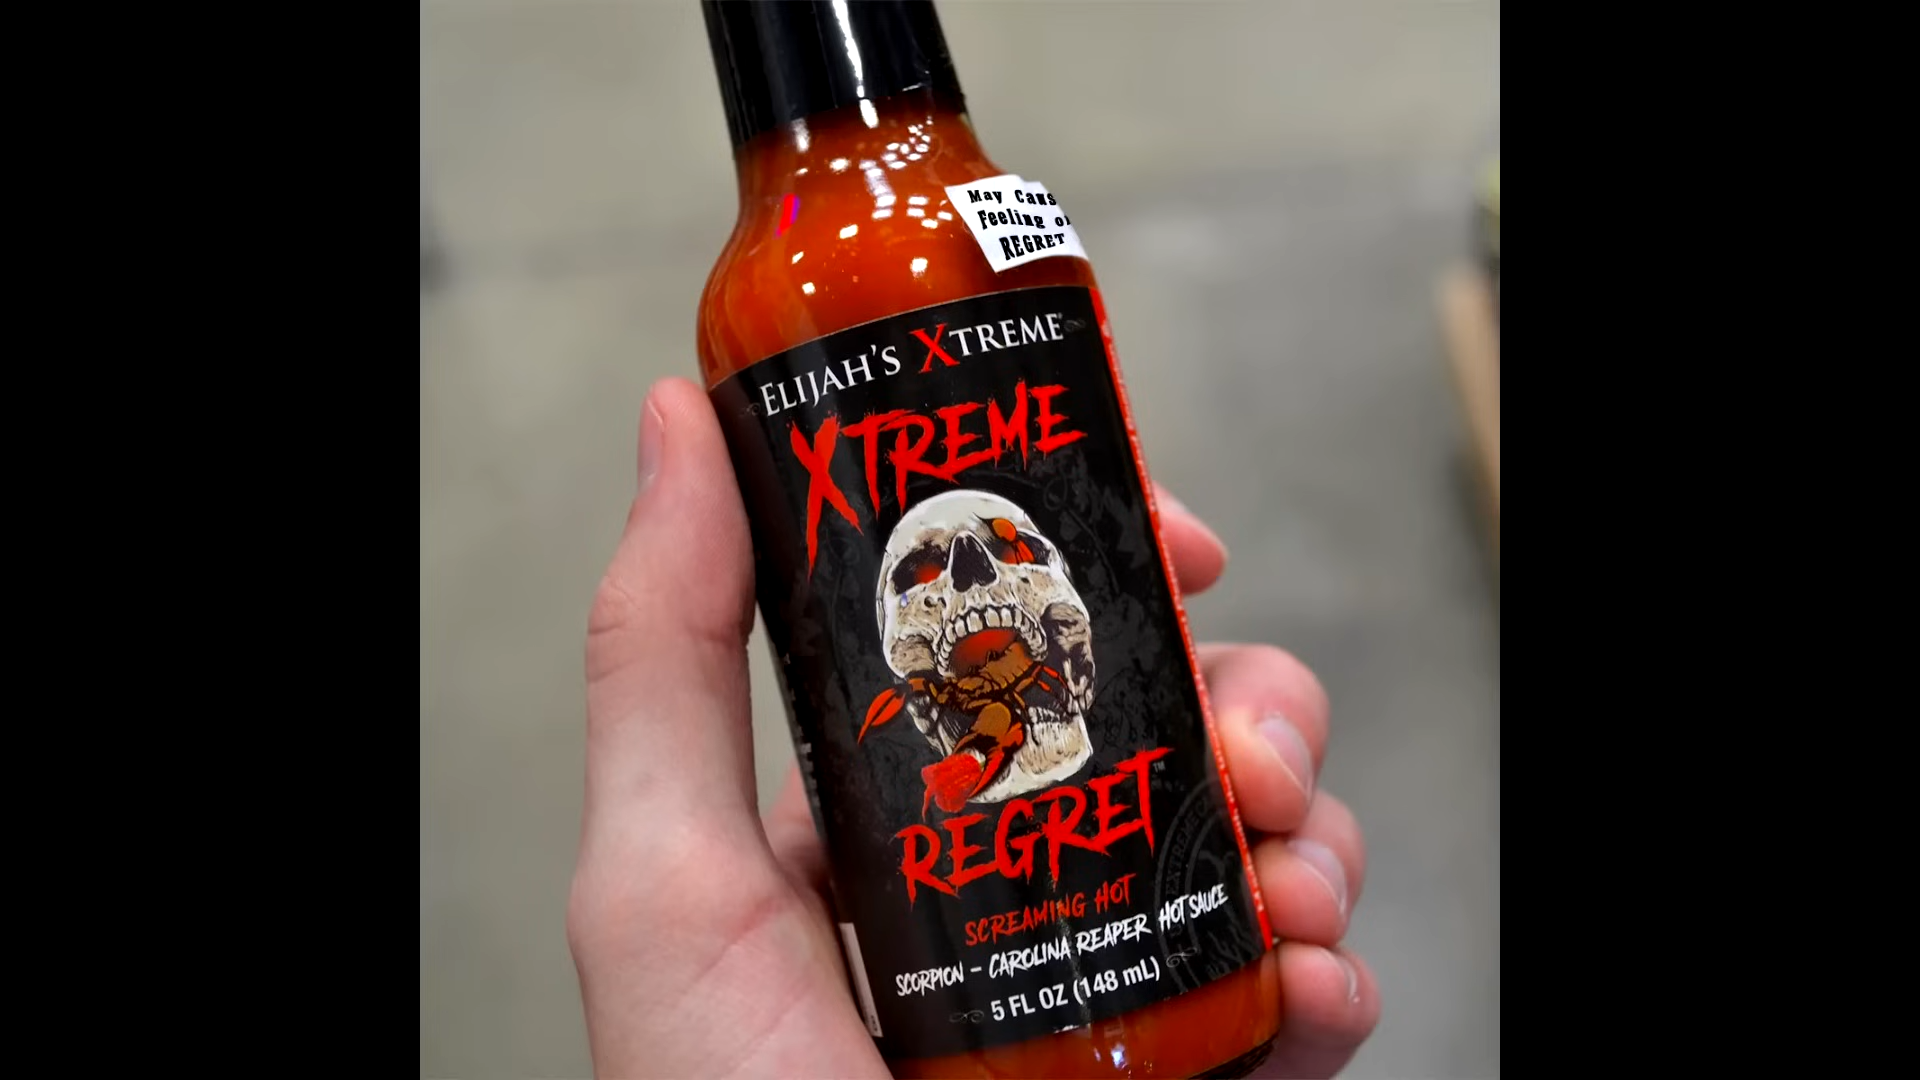 May Caus
Feeling o
REGRET
ELIJAH'S XTREME
XTREME
REGRET™
SCREAMING HOT
SCORPION – CAROLINA REAPER HOT SAUCE
5 FL OZ (148 mL)